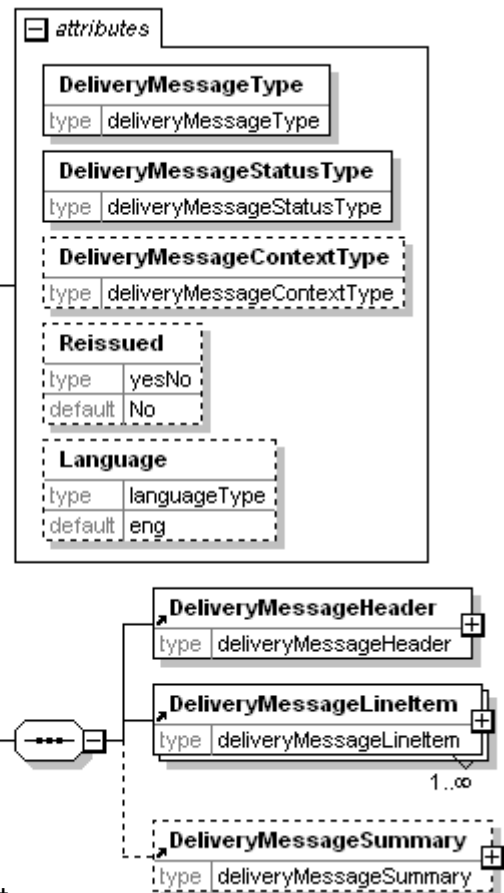 attributes
DeliveryMessageType
type deliveryMessageType
DeliveryMessageStatusType
type deliveryMessageStatusType
DeliveryMessageContextType
type deliveryMessageContextType
Reissued
type yesNo
default No
Language
type languageType
default eng
DeliveryMessageHeader
type deliveryMessageHeader
DeliveryMessageLineItem
type deliveryMessageLineItem
1..∞
DeliveryMessageSummary
type deliveryMessageSummary